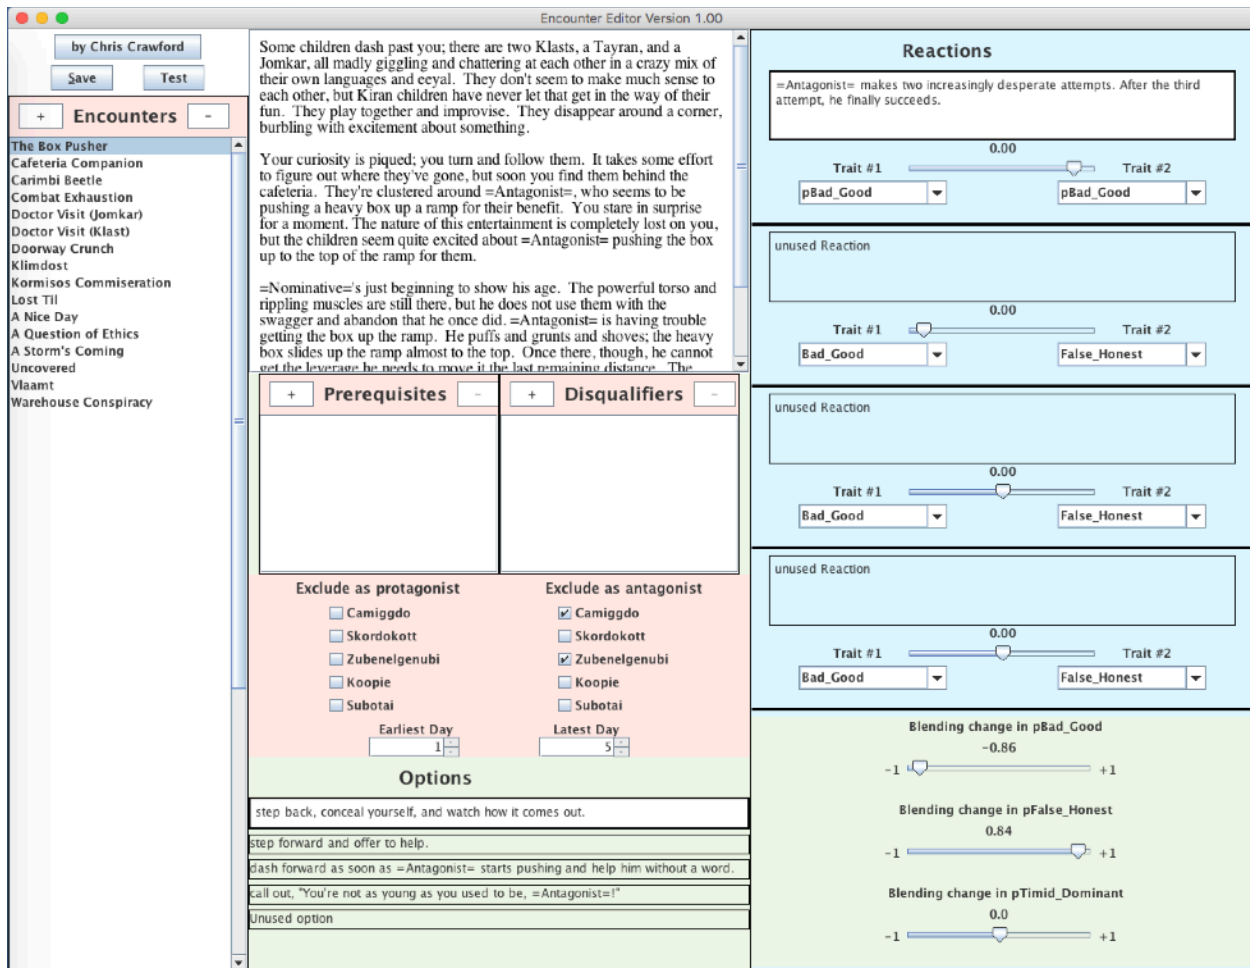 Encounter Editor Version 1.00
by Chris Crawford
Save
Test
+
Encounters
-
The Box Pusher
Cafeteria Companion
Carimbi Beetle
Combat Exhaustion
Doctor Visit (Jomkar)
Doctor Visit (Klast)
Doorway Crunch
Klimdost
Kormisos Commiseration
Lost Til
A Nice Day
A Question of Ethics
A Storm's Coming
Uncovered
Vlaamt
Warehouse Conspiracy
Some children dash past you; there are two Klasts, a Tayran, and a
Jomkar, all madly giggling and chattering at each other in a crazy mix of
their own languages and eeyal. They don't seem to make much sense to
each other, but Kiran children have never let that get in the way of their
fun. They play together and improvise. They disappear around a corner,
burbling with excitement about something.
Your curiosity is piqued; you turn and follow them. It takes some effort
to figure out where they've gone, but soon you find them behind the
cafeteria. They're clustered around =Antagonist=, who seems to be
pushing a heavy box up a ramp for their benefit. You stare in surprise
for a moment. The nature of this entertainment is completely lost on you,
but the children seem quite excited about =Antagonist= pushing the box
up to the top of the ramp for them.
=Nominative='s just beginning to show his age. The powerful torso and
rippling muscles are still there, but he does not use them with the
swagger and abandon that he once did. =Antagonist= is having trouble
getting the box up the ramp. He puffs and grunts and shoves; the heavy
box slides up the ramp almost to the top. Once there, though, he cannot
get the leverage he needs to move it the last remaining distance. The
+
Prerequisites
-
+
Disqualifiers
-
Exclude as protagonist
Camiggdo
Skordokott
Zubenelgenubi
Koopie
Subotai
Exclude as antagonist
Camiggdo
Skordokott
Zubenelgenubi
Koopie
Subotai
Earliest Day
1
Latest Day
5
Options
step back, conceal yourself, and watch how it comes out.
step forward and offer to help.
dash forward as soon as =Antagonist= starts pushing and help him without a word.
call out, "You're not as young as you used to be, =Antagonist=!"
Unused option
Reactions
=Antagonist= makes two increasingly desperate attempts. After the third
attempt, he finally succeeds.
0.00
Trait #1
Trait #2
pBad_Good
pBad_Good
unused Reaction
0.00
Trait #1
Trait #2
Bad_Good
False_Honest
unused Reaction
0.00
Trait #1
Trait #2
Bad_Good
False_Honest
unused Reaction
0.00
Trait #1
Trait #2
Bad_Good
False_Honest
Blending change in pBad_Good
-0.86
-1
+1
Blending change in pFalse_Honest
0.84
-1
+1
Blending change in pTimid_Dominant
0.0
-1
+1